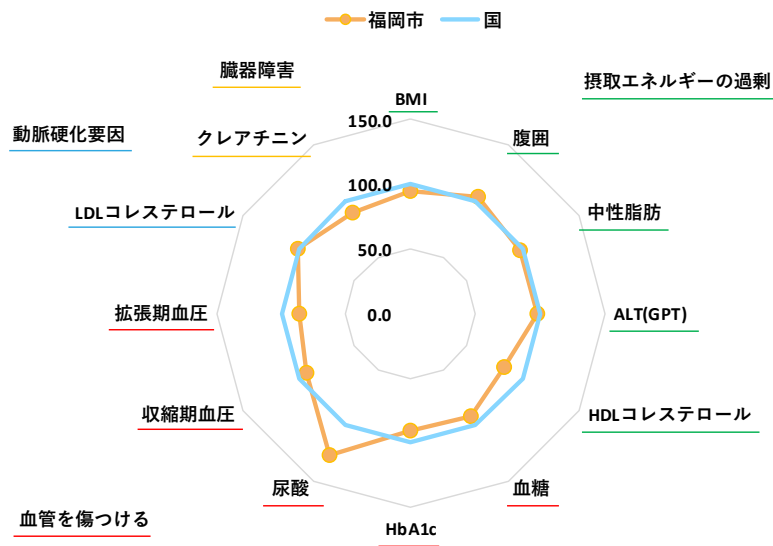 福岡市 国
臓器障害
摂取エネルギーの過剰
BMI
動脈硬化要因
クレアチニン
150.0
腹囲
100.0
LDLコレステロール
中性脂肪
50.0
拡張期血圧
0.0
ALT(GPT)
収縮期血圧
HDLコレステロール
尿酸
血糖
血管を傷つける
HbA1c